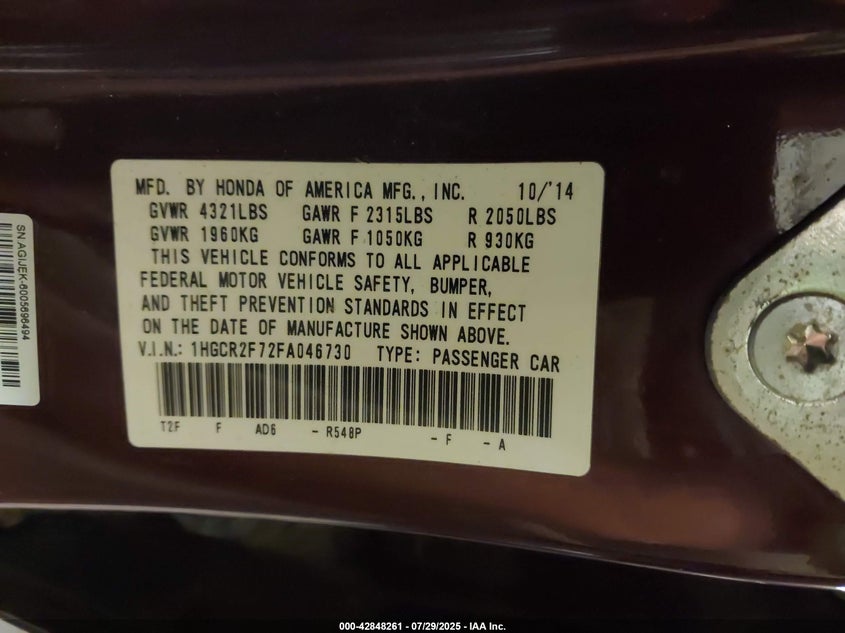 MFD. BY HONDA OF AMERICA MFG., INC. 10/'14
GVWR 4321LBS GAWR F 2315LBS R 2050LBS
GVWR 1960KG GAWR F 1050KG R 930KG
THIS VEHICLE CONFORMS TO ALL APPLICABLE
FEDERAL MOTOR VEHICLE SAFETY, BUMPER,
AND THEFT PREVENTION STANDARDS IN EFFECT
ON THE DATE OF MANUFACTURE SHOWN ABOVE.
V.I.N.: 1HGCR2F72FA046730 TYPE: PASSENGER CAR
T2F F AD6 - R548P - F - A
SN AGIJEK-6005696494
000-42848261 - 07/29/2025 - IAA Inc.